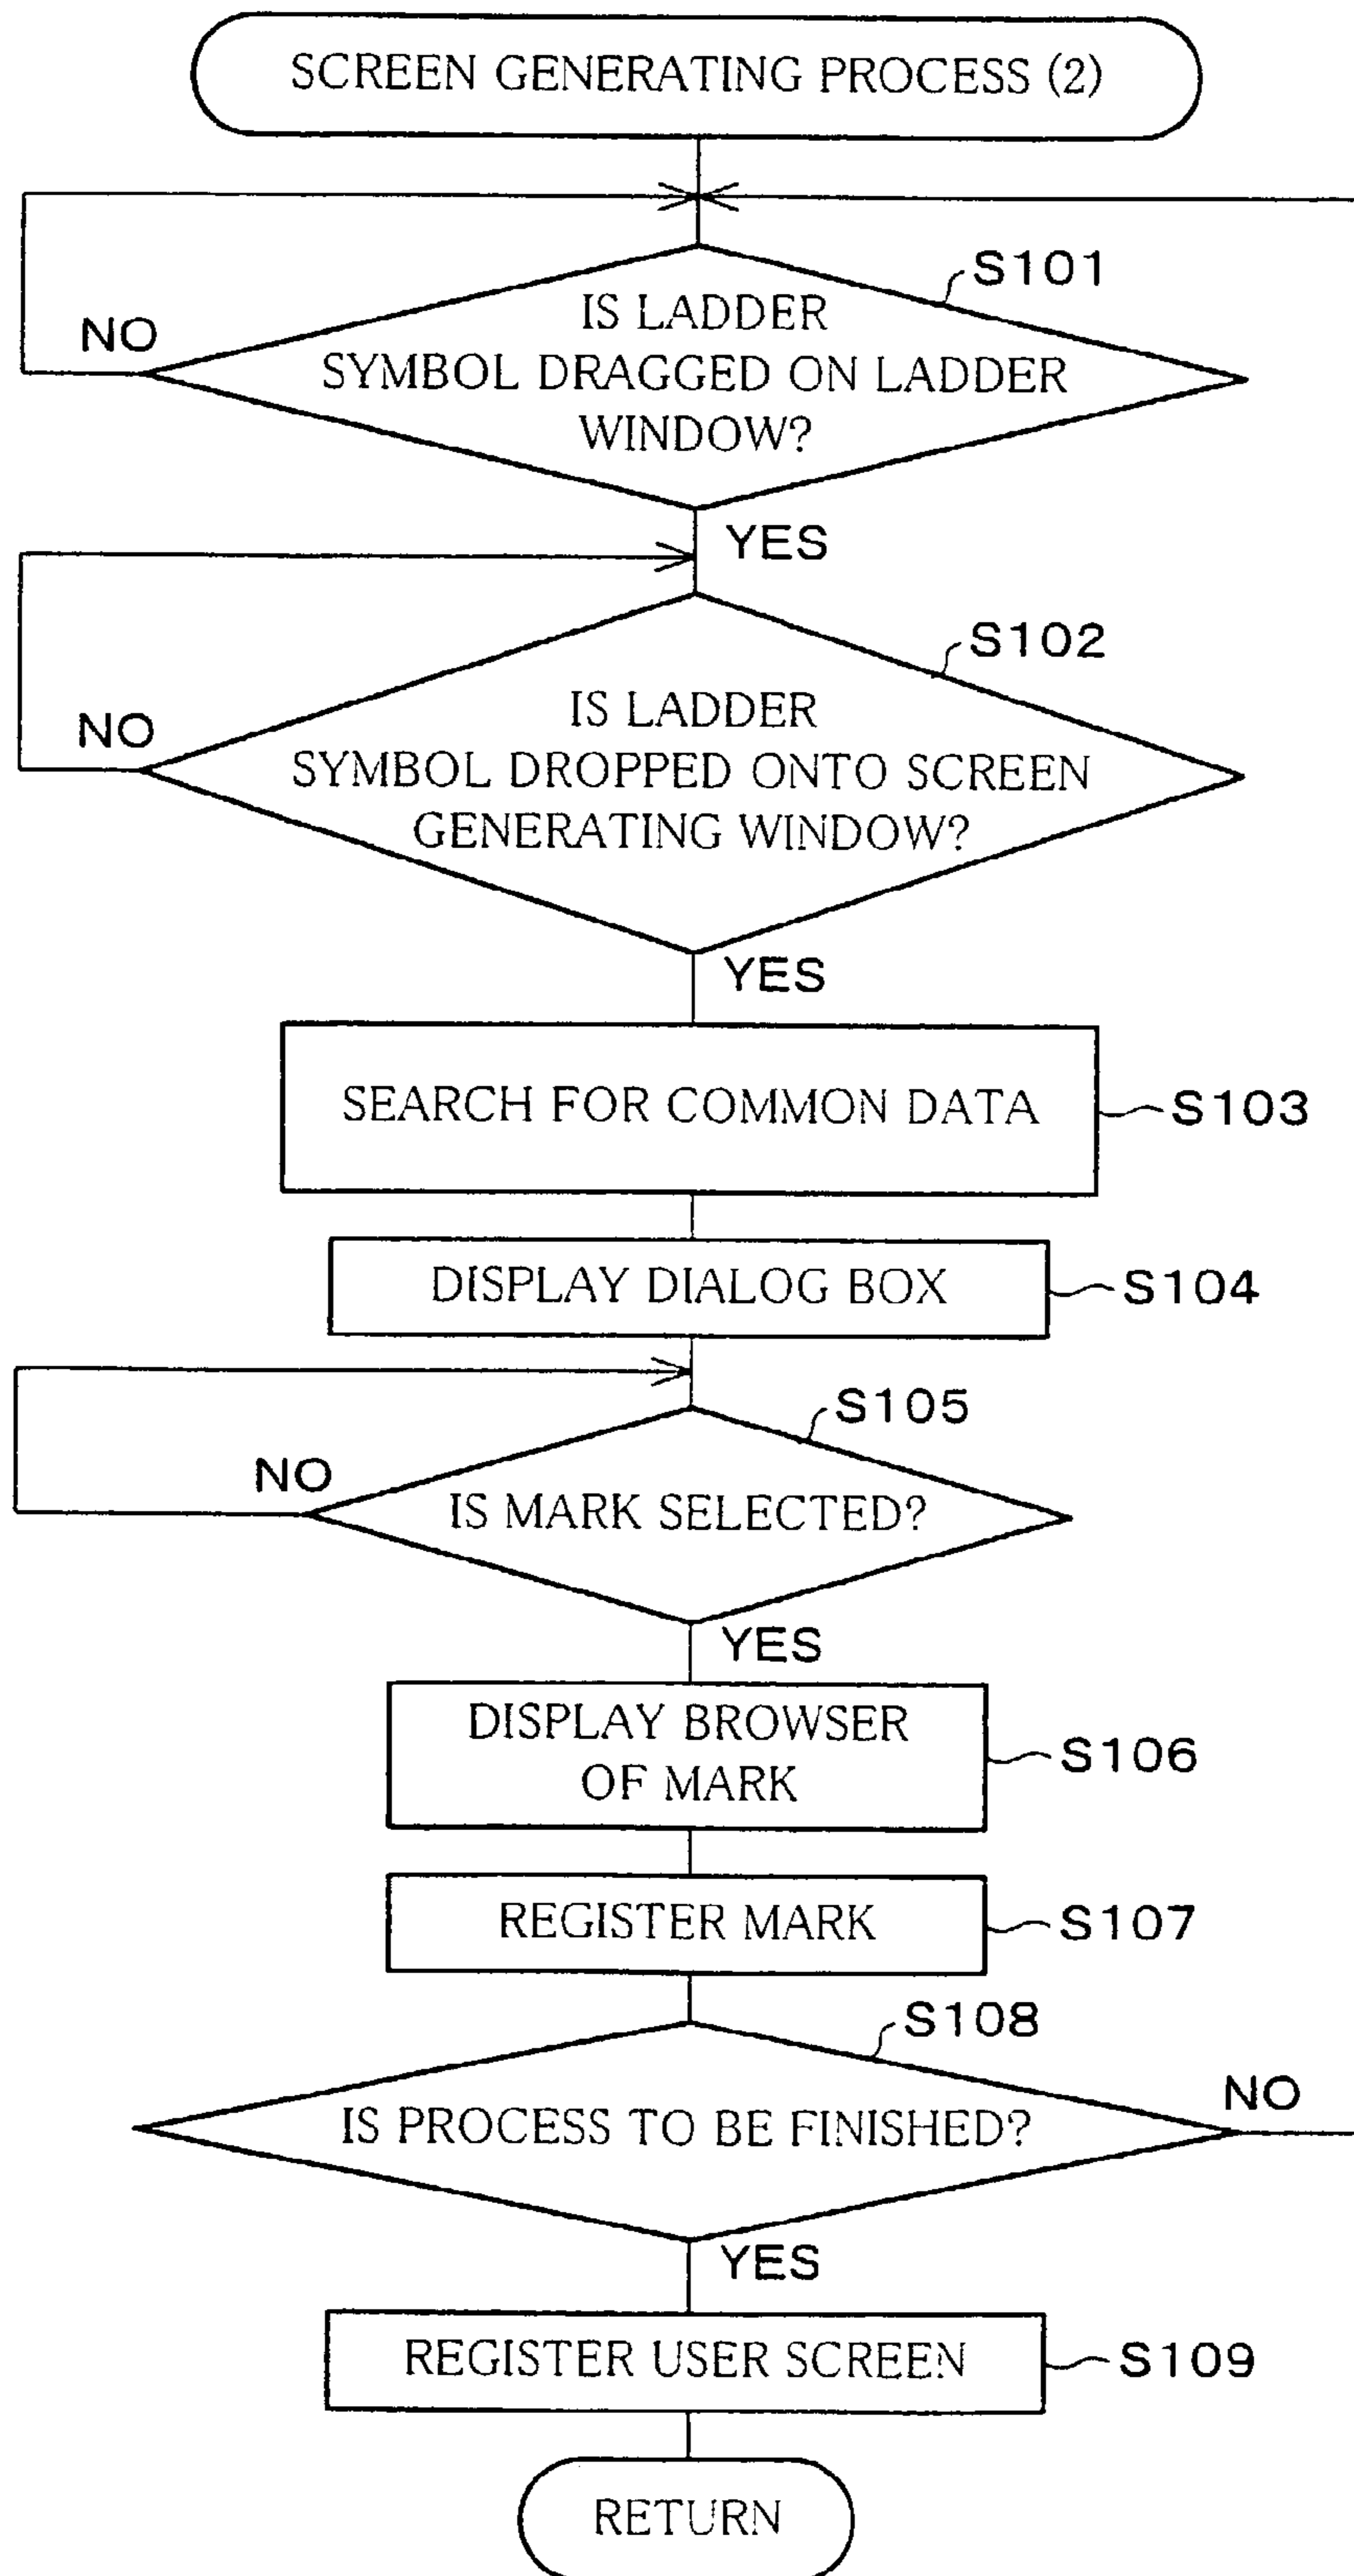 SCREEN GENERATING PROCESS (2)
S101
NO
IS LADDER
SYMBOL DRAGGED ON LADDER
WINDOW?
YES
S102
NO
IS LADDER
SYMBOL DROPPED ONTO SCREEN
GENERATING WINDOW?
YES
SEARCH FOR COMMON DATA
S103
DISPLAY DIALOG BOX
S104
S105
NO
IS MARK SELECTED?
YES
DISPLAY BROWSER
OF MARK
S106
REGISTER MARK
S107
S108
NO
IS PROCESS TO BE FINISHED?
YES
REGISTER USER SCREEN
S109
RETURN